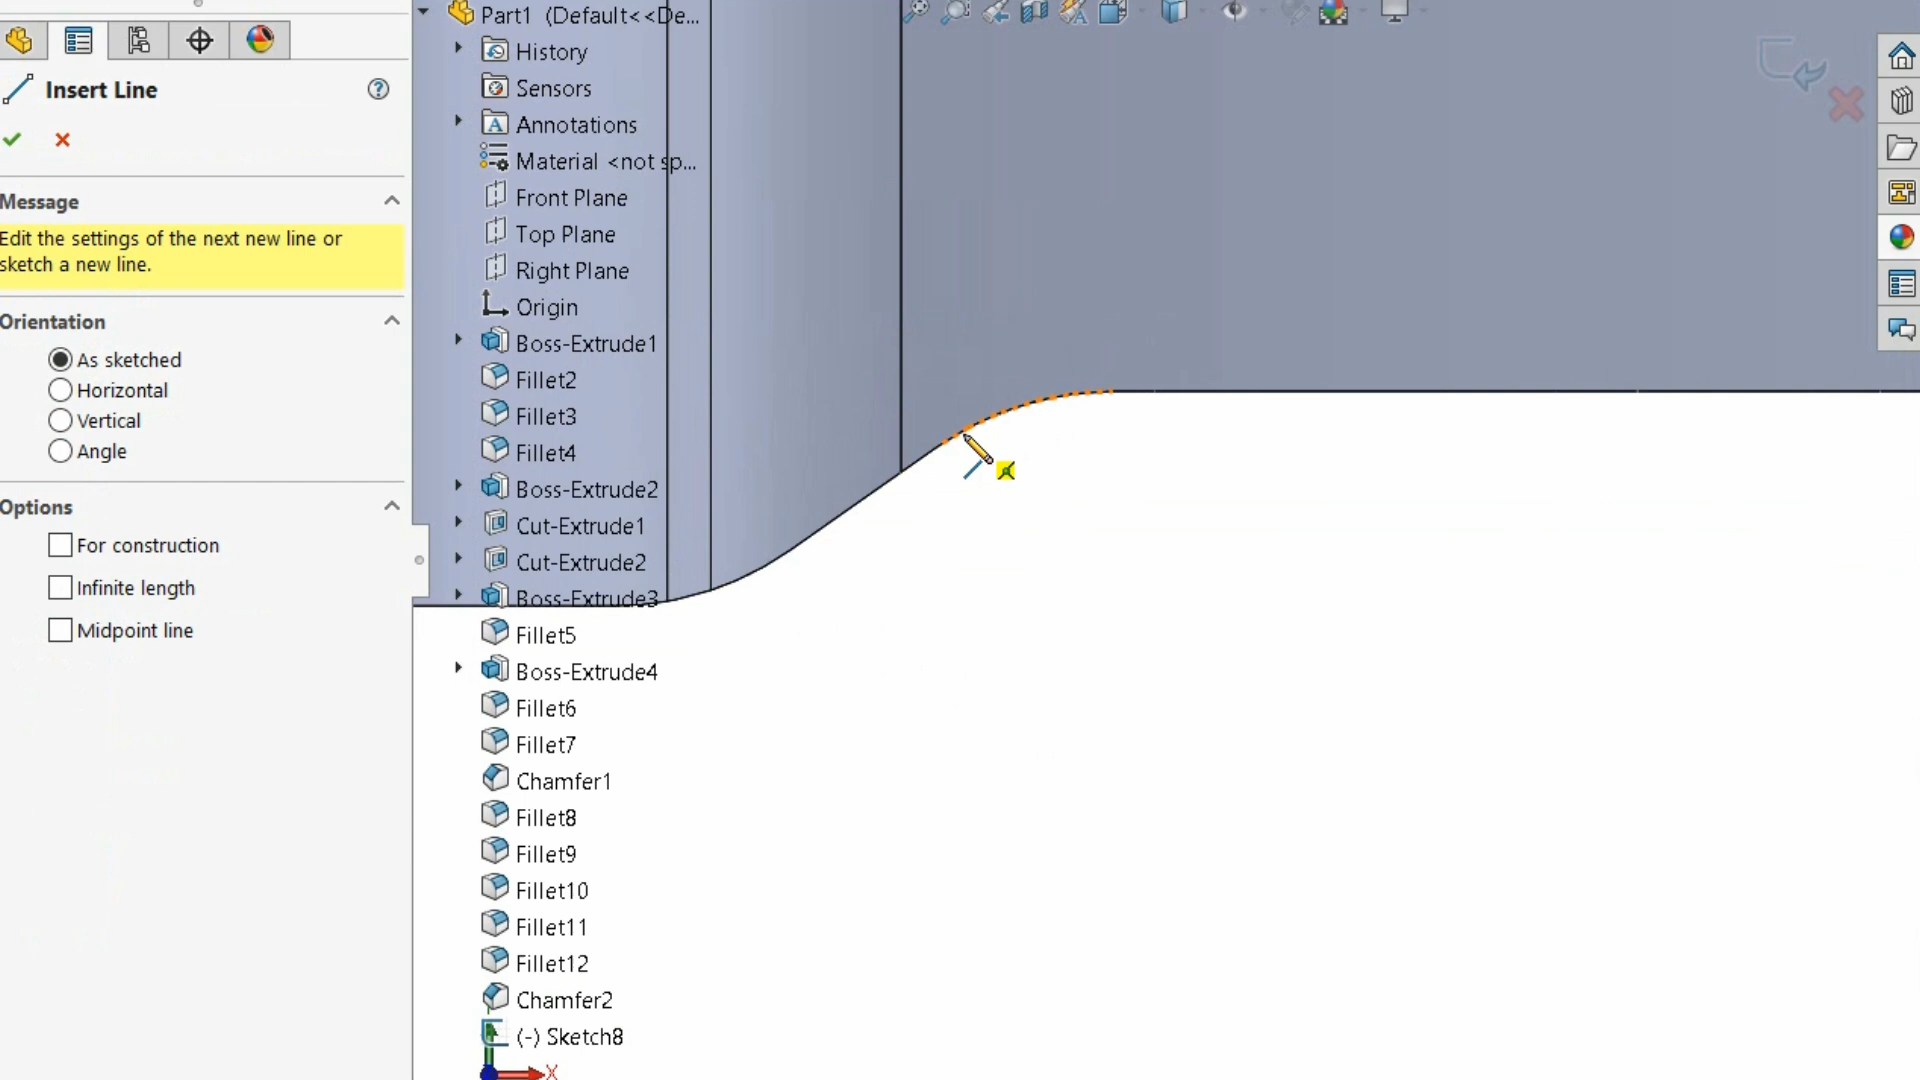 Insert Line
Message
Edit the settings of the next new line or
sketch a new line.
Orientation
As sketched
Horizontal
Vertical
Angle
Options
For construction
Infinite length
Midpoint line
Part1 (Default<<De...
History
Sensors
Annotations
Material <not sp...
Front Plane
Top Plane
Right Plane
Origin
Boss-Extrude1
Fillet2
Fillet3
Fillet4
Boss-Extrude2
Cut-Extrude1
Cut-Extrude2
Boss-Extrude3
Fillet5
Boss-Extrude4
Fillet6
Fillet7
Chamfer1
Fillet8
Fillet9
Fillet10
Fillet11
Fillet12
Chamfer2
(-) Sketch8
X